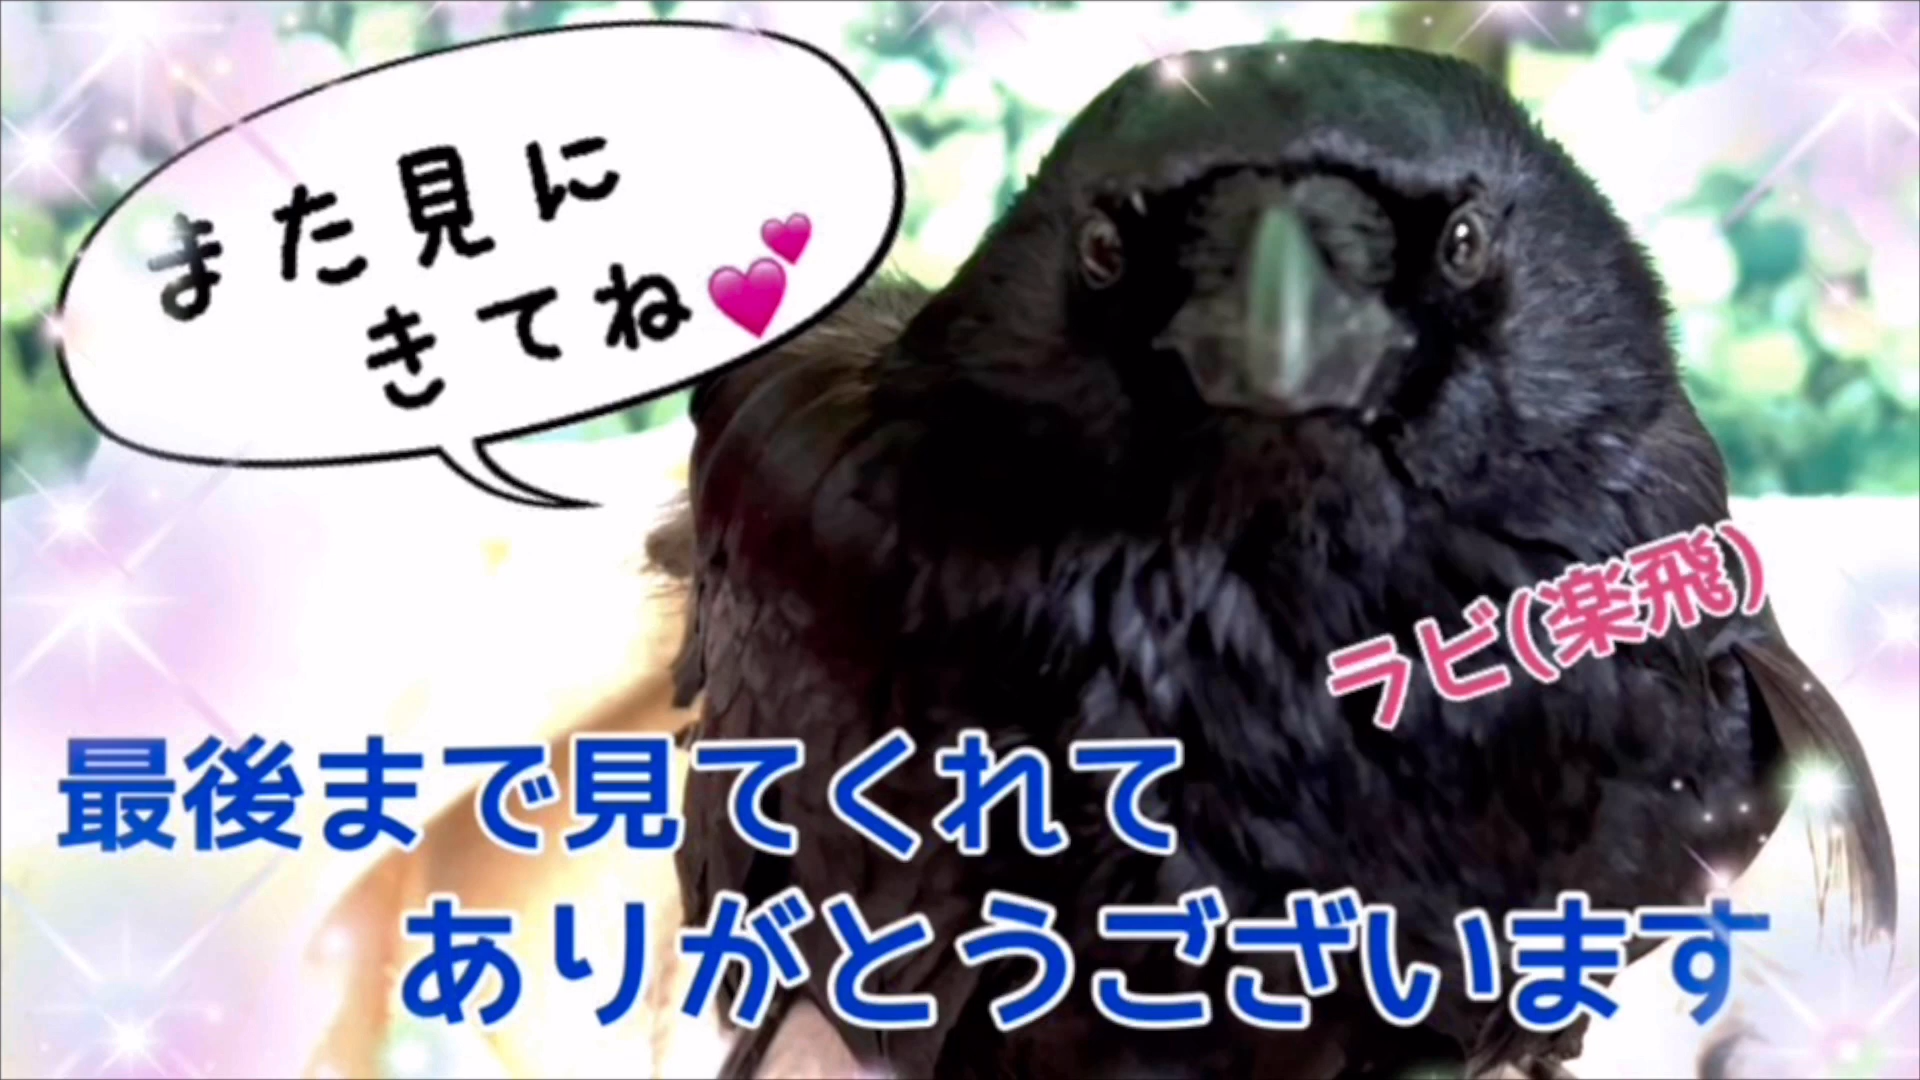 また見に
きてね💕
ラビ(楽飛)
最後まで見てくれて
ありがとうございます